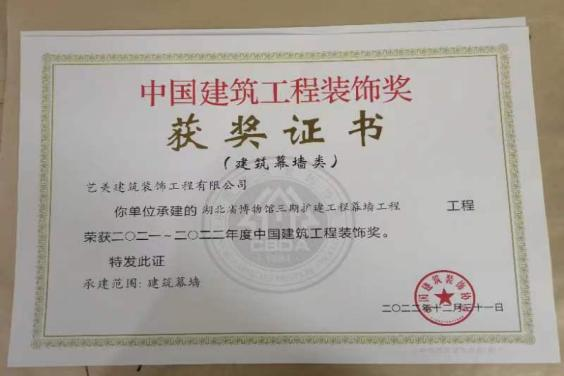 中国建筑工程装饰奖
获奖证书
（建筑幕墙类）
艺美建筑装饰工程有限公司
你单位承建的 湖北省博物馆三期扩建工程幕墙工程 工程
荣获二〇二一～二〇二二年度中国建筑工程装饰奖。
特发此证
承建范围: 建筑幕墙
二〇二二年十二月三十一日
CBDA